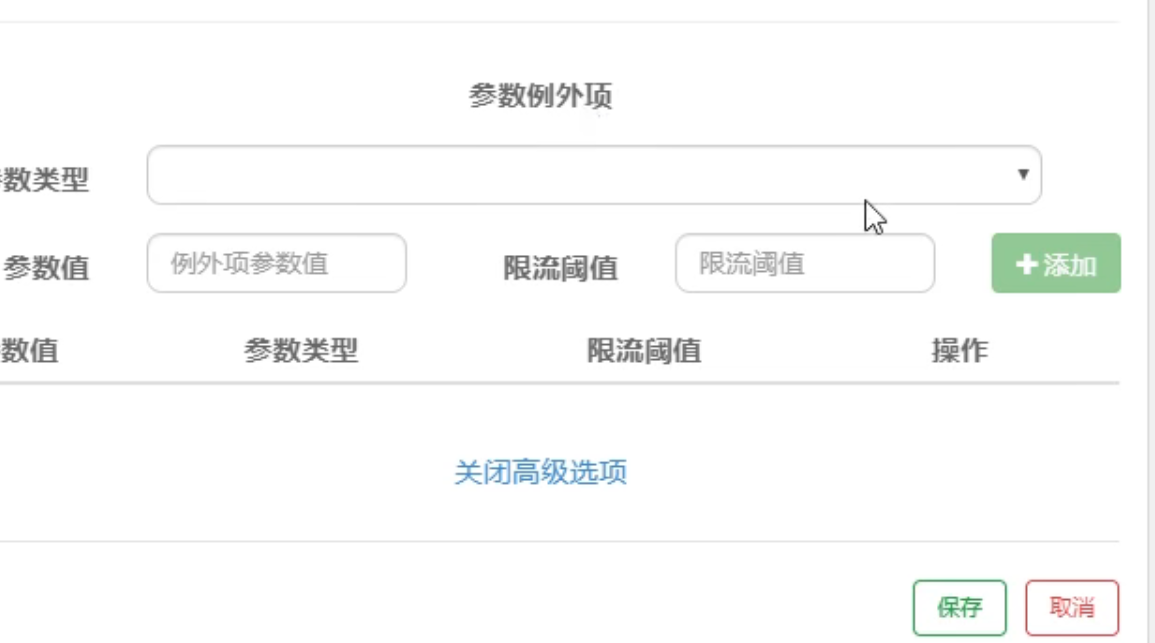 参数例外项
参数类型
参数值 例外项参数值 限流阈值 限流阈值 +添加
数值 参数类型 限流阈值 操作
关闭高级选项
保存 取消